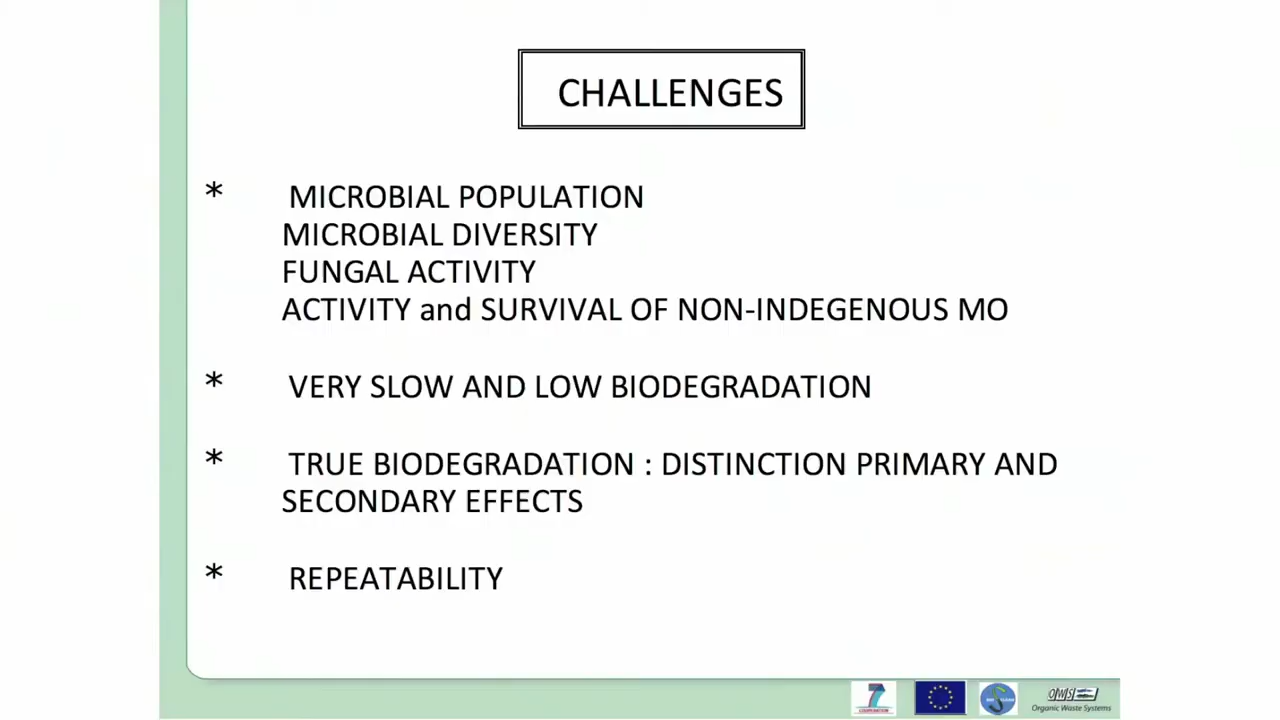 CHALLENGES
* MICROBIAL POPULATION
MICROBIAL DIVERSITY
FUNGAL ACTIVITY
ACTIVITY and SURVIVAL OF NON-INDEGENOUS MO
* VERY SLOW AND LOW BIODEGRADATION
* TRUE BIODEGRADATION : DISTINCTION PRIMARY AND
SECONDARY EFFECTS
* REPEATABILITY
7
OWS
Organic Waste Systems